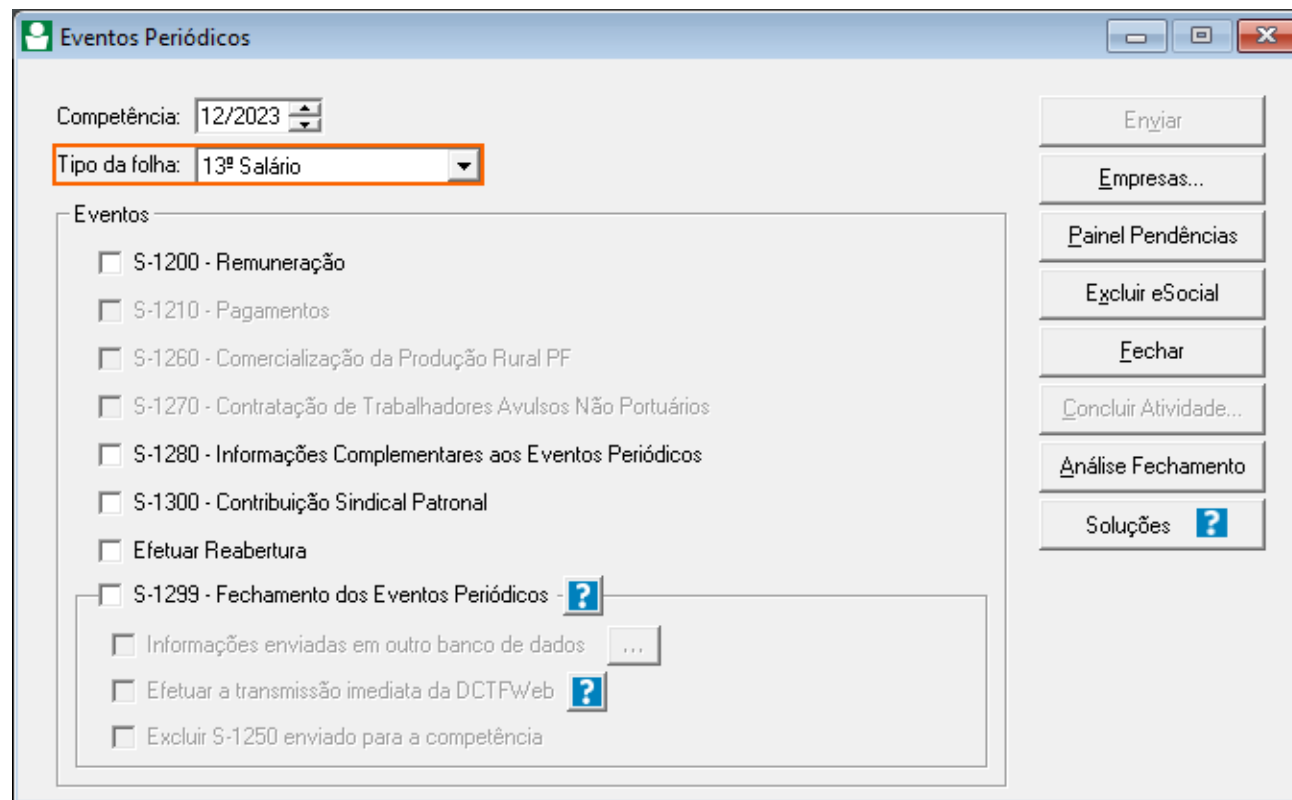 Eventos Periódicos
Competência: 12/2023
Tipo da folha: 13º Salário
Eventos
S-1200 - Remuneração
S-1210 - Pagamentos
S-1260 - Comercialização da Produção Rural PF
S-1270 - Contratação de Trabalhadores Avulsos Não Portuários
S-1280 - Informações Complementares aos Eventos Periódicos
S-1300 - Contribuição Sindical Patronal
Efetuar Reabertura
S-1299 - Fechamento dos Eventos Periódicos ?
Informações enviadas em outro banco de dados ...
Efetuar a transmissão imediata da DCTFWeb ?
Excluir S-1250 enviado para a competência
Enviar
Empresas...
Painel Pendências
Excluir eSocial
Fechar
Concluir Atividade...
Análise Fechamento
Soluções ?